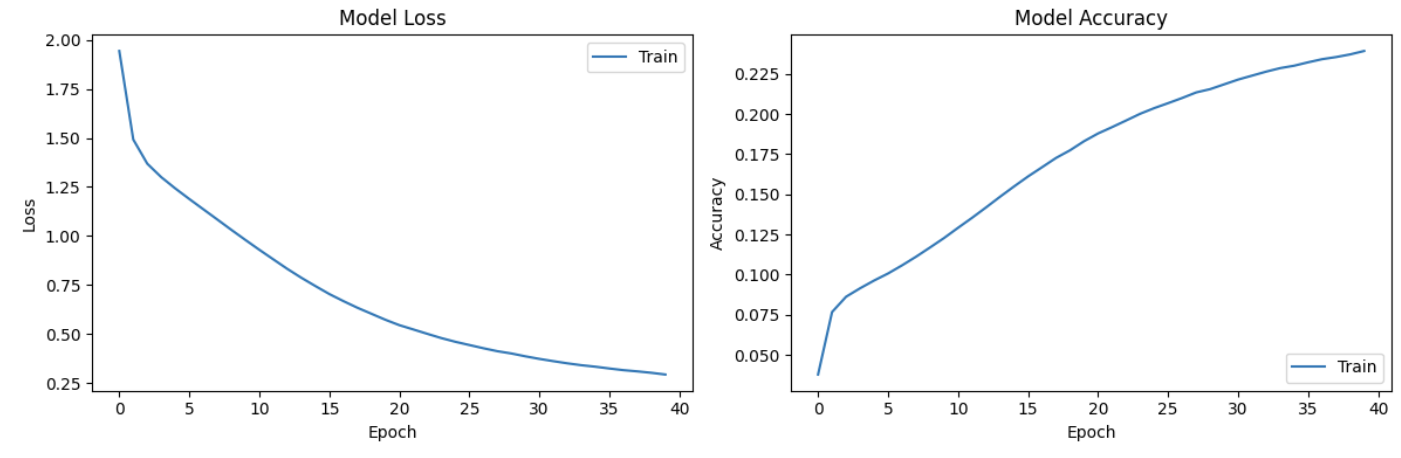 Model Loss
2.00
1.75
1.50
1.25
1.00
0.75
0.50
0.25
Loss
Train
0 5 10 15 20 25 30 35 40
Epoch
Model Accuracy
0.225
0.200
0.175
0.150
0.125
0.100
0.075
0.050
Accuracy
Train
0 5 10 15 20 25 30 35 40
Epoch